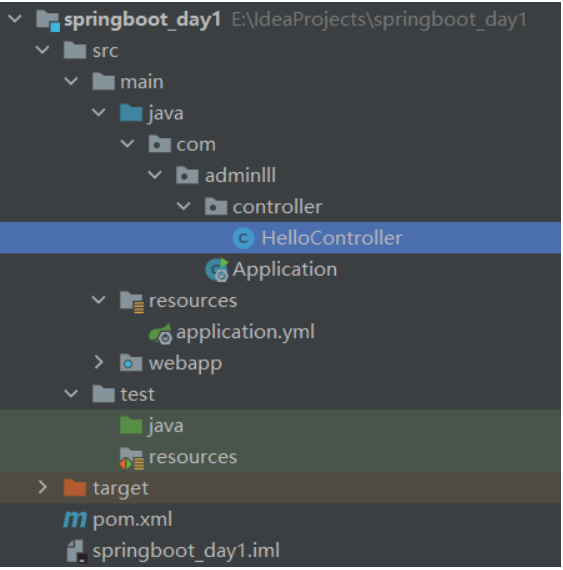 springboot_day1 E:\IdeaProjects\springboot_day1
src
main
java
com
adminlll
controller
C HelloController
Application
resources
application.yml
webapp
test
java
resources
target
m pom.xml
springboot_day1.iml